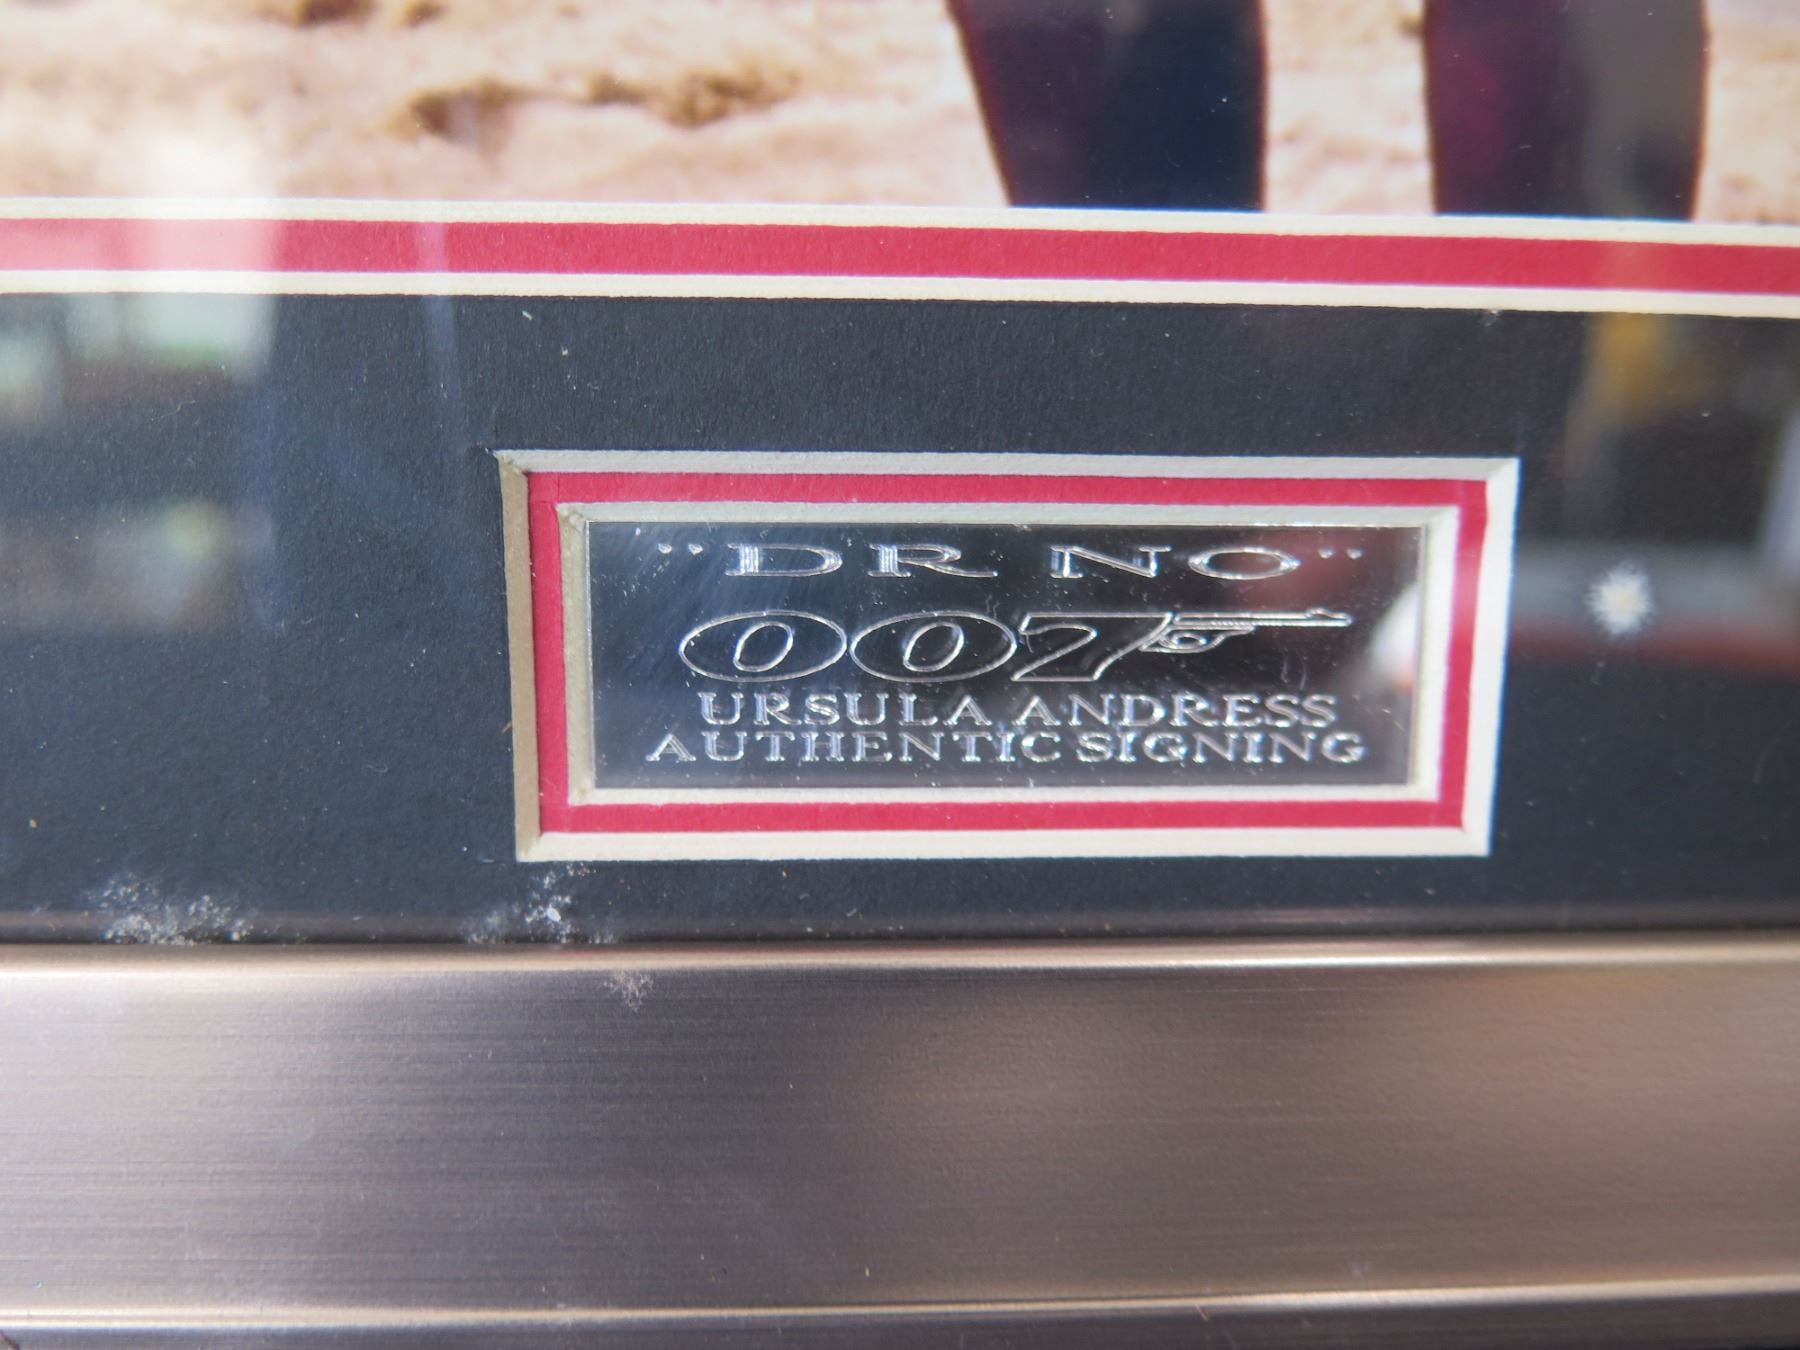 "DR NO"
007
URSULA ANDRESS
AUTHENTIC SIGNING